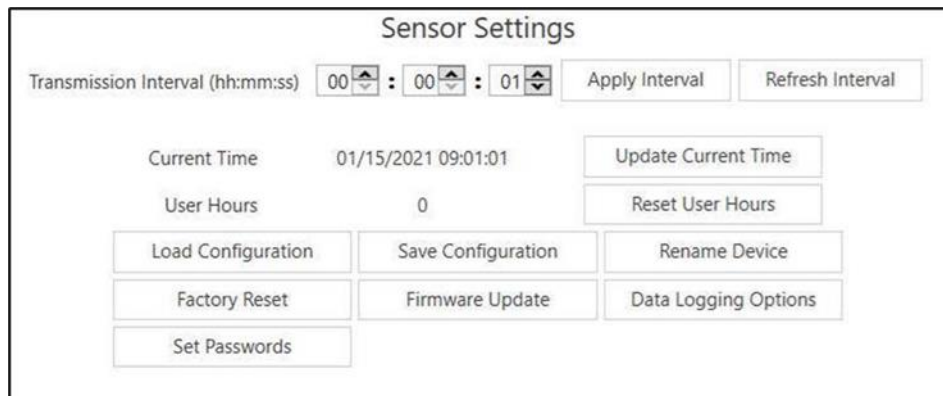 Sensor Settings
Transmission Interval (hh:mm:ss) 00 : 00 : 01 Apply Interval Refresh Interval
Current Time 01/15/2021 09:01:01 Update Current Time
User Hours 0 Reset User Hours
Load Configuration Save Configuration Rename Device
Factory Reset Firmware Update Data Logging Options
Set Passwords